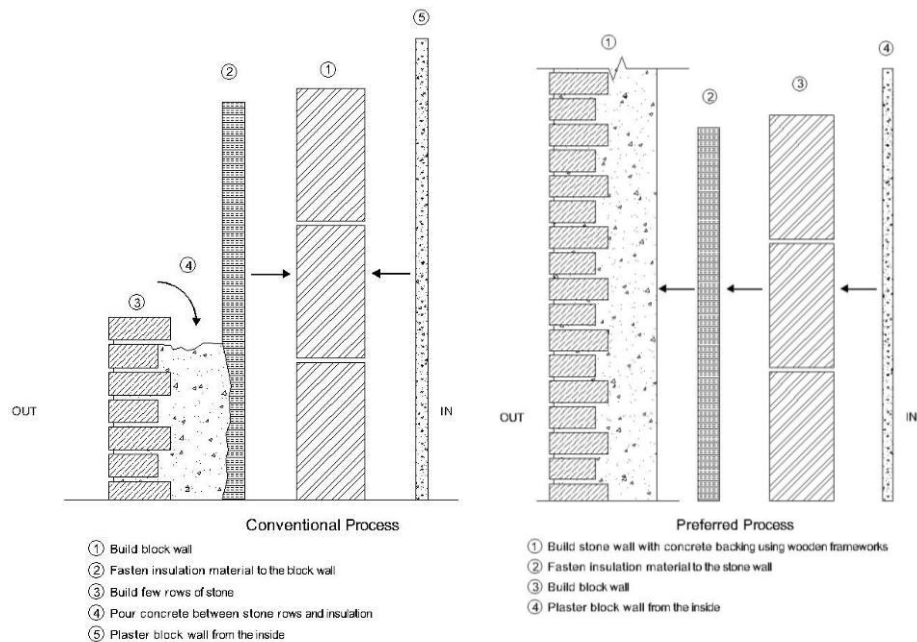 ⑤
②
①
④
③
OUT
IN
Conventional Process
① Build block wall
② Fasten insulation material to the block wall
③ Build few rows of stone
④ Pour concrete between stone rows and insulation
⑤ Plaster block wall from the inside
①
④
③
②
OUT
IN
Preferred Process
① Build stone wall with concrete backing using wooden frameworks
② Fasten insulation material to the stone wall
③ Build block wall
④ Plaster block wall from the inside